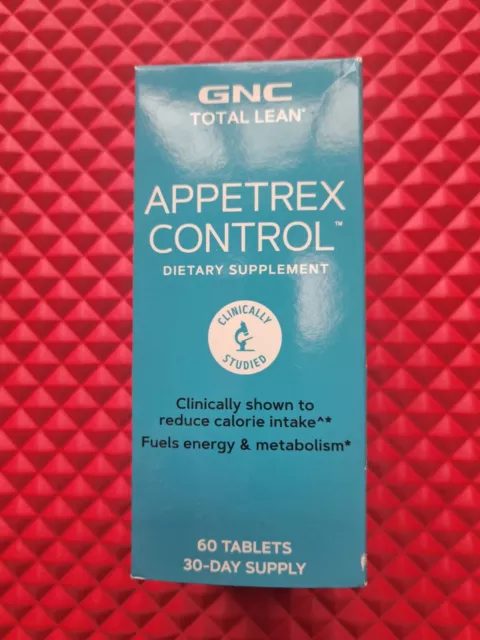 GNC
TOTAL LEAN®
APPETREX
CONTROL™
DIETARY SUPPLEMENT
CLINICALLY
STUDIED
Clinically shown to
reduce calorie intake^*
Fuels energy & metabolism*
60 TABLETS
30-DAY SUPPLY